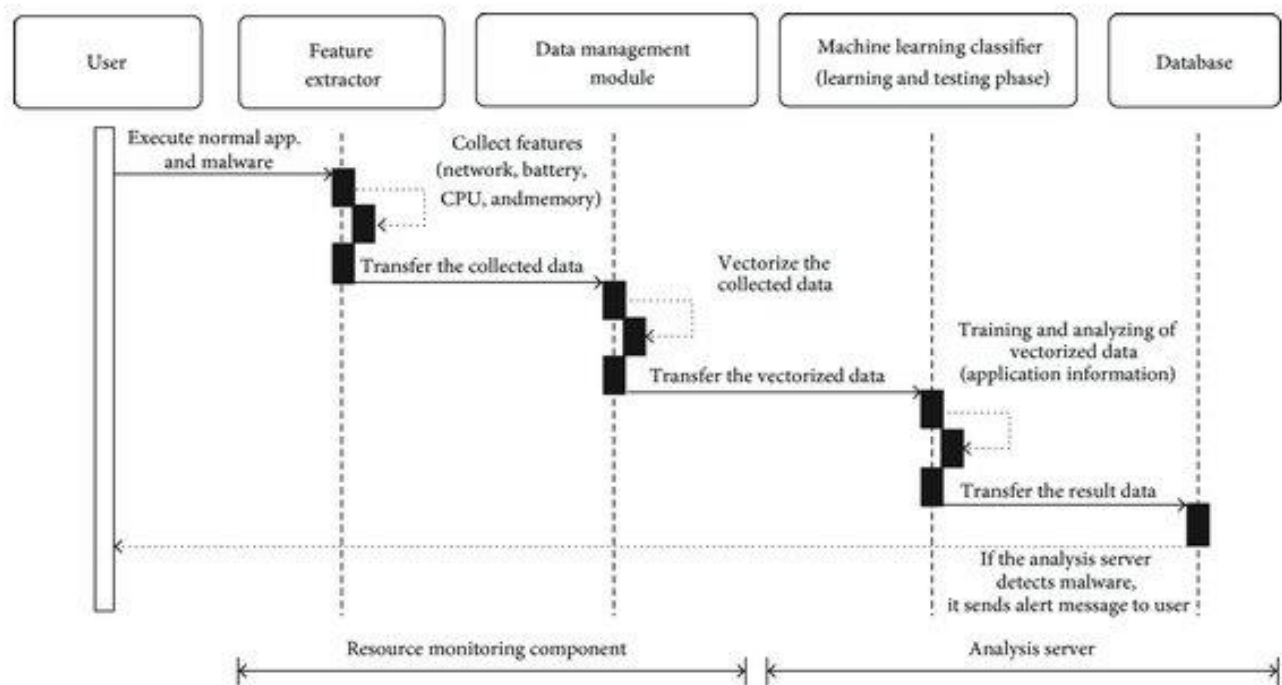 User
Feature
extractor
Data management
module
Machine learning classifier
(learning and testing phase)
Database
Execute normal app.
and malware
Collect features
(network, battery,
CPU, andmemory)
Transfer the collected data
Vectorize the
collected data
Transfer the vectorized data
Training and analyzing of
vectorized data
(application information)
Transfer the result data
If the analysis server
detects malware,
it sends alert message to user
Resource monitoring component
Analysis server